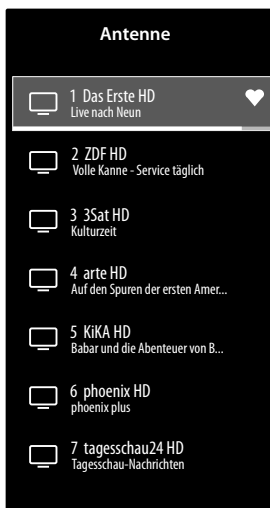 Antenne
1 Das Erste HD
Live nach Neun
2 ZDF HD
Volle Kanne - Service täglich
3 3Sat HD
Kulturzeit
4 arte HD
Auf den Spuren der ersten Amer...
5 KiKA HD
Babar und die Abenteuer von B...
6 phoenix HD
phoenix plus
7 tagesschau24 HD
Tagesschau-Nachrichten